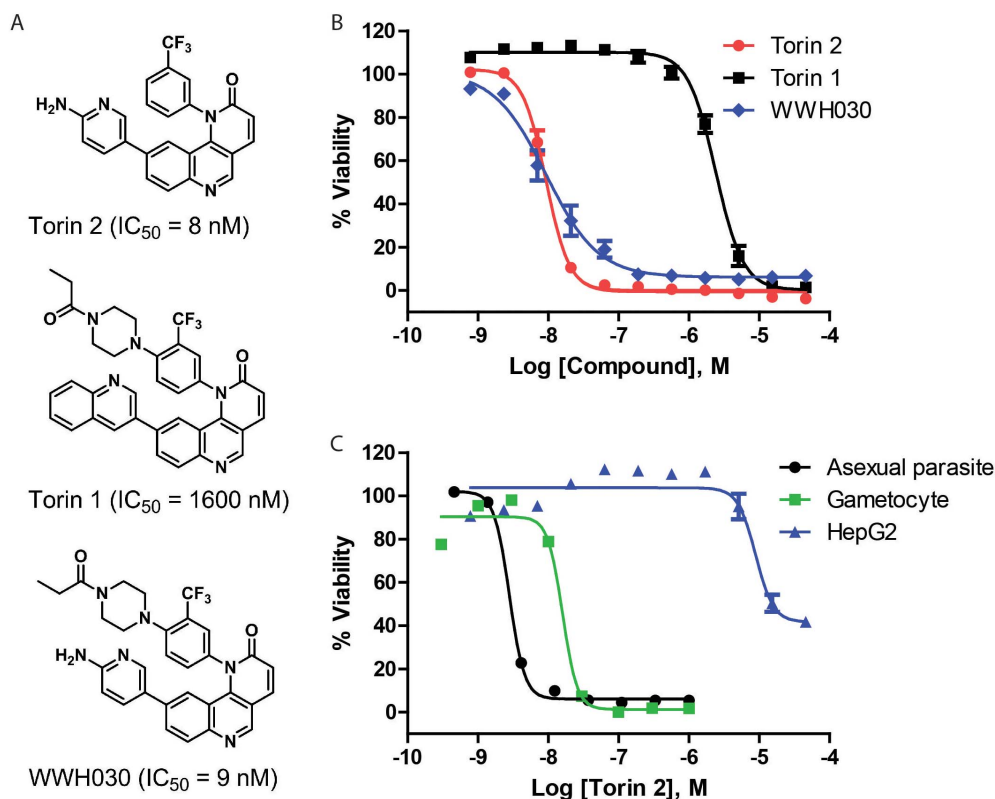 A
CF₃
O
H₂N
N
N
N
Torin 2 (IC₅₀ = 8 nM)
O
N
N
CF₃
O
N
N
N
Torin 1 (IC₅₀ = 1600 nM)
O
N
N
CF₃
O
H₂N
N
N
N
WWH030 (IC₅₀ = 9 nM)
B
120
100
80
60
40
20
0
% Viability
-10
-9
-8
-7
-6
-5
-4
Log [Compound], M
Torin 2
Torin 1
WWH030
C
120
100
80
60
40
20
0
% Viability
-10
-9
-8
-7
-6
-5
-4
Log [Torin 2], M
Asexual parasite
Gametocyte
HepG2